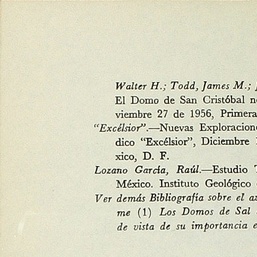 Walter H.; Todd, James M.;
El Domo de San Cristóbal
viembre 27 de 1956, Primera
"Excélsior".—Nuevas
dico "Excélsior", Diciembre
xico, D. F.
Lozano García, Raúl.—Estudio
México. Instituto Geológico
Ver demás Bibliografía sobre el
me (1) Los Domos de Sal
de vista de su importancia